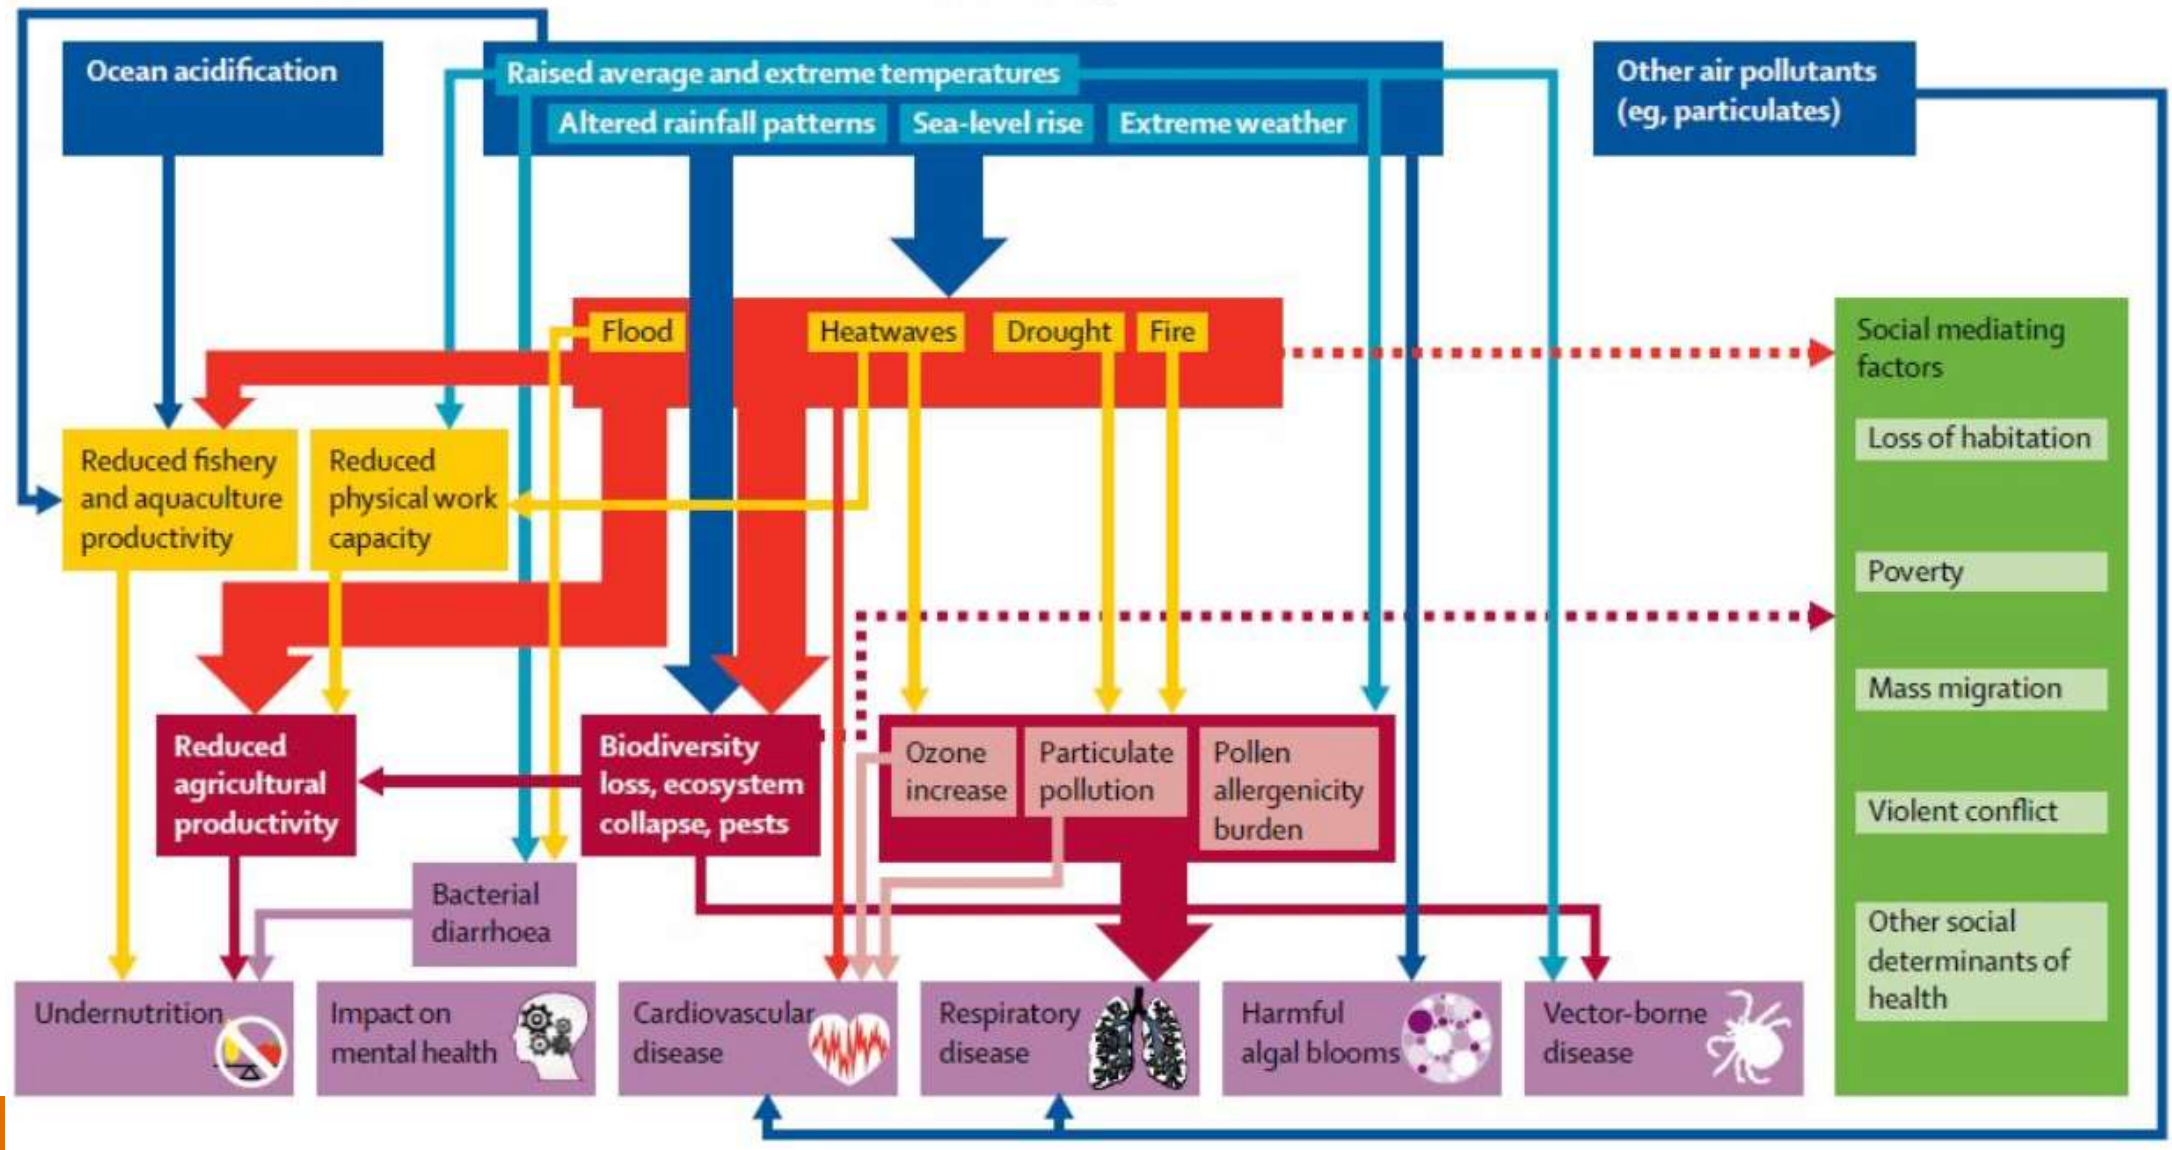 Ocean acidification
Raised average and extreme temperatures
Altered rainfall patterns
Sea-level rise
Extreme weather
Other air pollutants
(eg, particulates)
Flood
Heatwaves
Drought
Fire
Social mediating
factors
Loss of habitation
Poverty
Mass migration
Violent conflict
Other social
determinants of
health
Reduced fishery
and aquaculture
productivity
Reduced
physical work
capacity
Reduced
agricultural
productivity
Biodiversity
loss, ecosystem
collapse, pests
Ozone
increase
Particulate
pollution
Pollen
allergenicity
burden
Bacterial
diarrhoea
Undernutrition
Impact on
mental health
Cardiovascular
disease
Respiratory
disease
Harmful
algal blooms
Vector-borne
disease